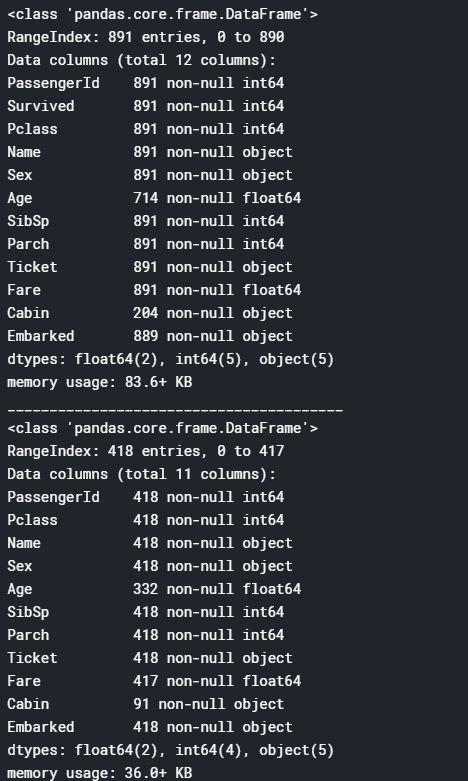 <class 'pandas.core.frame.DataFrame'>
RangeIndex: 891 entries, 0 to 890
Data columns (total 12 columns):
PassengerId    891 non-null int64
Survived       891 non-null int64
Pclass         891 non-null int64
Name           891 non-null object
Sex            891 non-null object
Age            714 non-null float64
SibSp          891 non-null int64
Parch          891 non-null int64
Ticket         891 non-null object
Fare           891 non-null float64
Cabin          204 non-null object
Embarked       889 non-null object
dtypes: float64(2), int64(5), object(5)
memory usage: 83.6+ KB
________________________________________
<class 'pandas.core.frame.DataFrame'>
RangeIndex: 418 entries, 0 to 417
Data columns (total 11 columns):
PassengerId    418 non-null int64
Pclass         418 non-null int64
Name           418 non-null object
Sex            418 non-null object
Age            332 non-null float64
SibSp          418 non-null int64
Parch          418 non-null int64
Ticket         418 non-null object
Fare           417 non-null float64
Cabin          91 non-null object
Embarked       418 non-null object
dtypes: float64(2), int64(4), object(5)
memory usage: 36.0+ KB